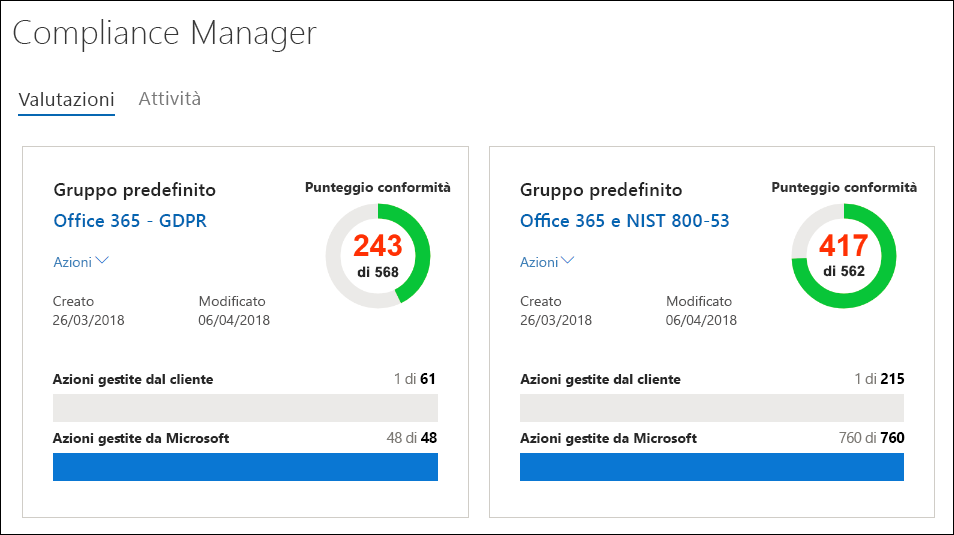 Compliance Manager
Valutazioni Attività
Gruppo predefinito
Office 365 - GDPR
Azioni
Punteggio conformità
243
di 568
Creato Modificato
26/03/2018 06/04/2018
Azioni gestite dal cliente 1 di 61
Azioni gestite da Microsoft 48 di 48
Gruppo predefinito
Office 365 e NIST 800-53
Azioni
Punteggio conformità
417
di 562
Creato Modificato
26/03/2018 06/04/2018
Azioni gestite dal cliente 1 di 215
Azioni gestite da Microsoft 760 di 760